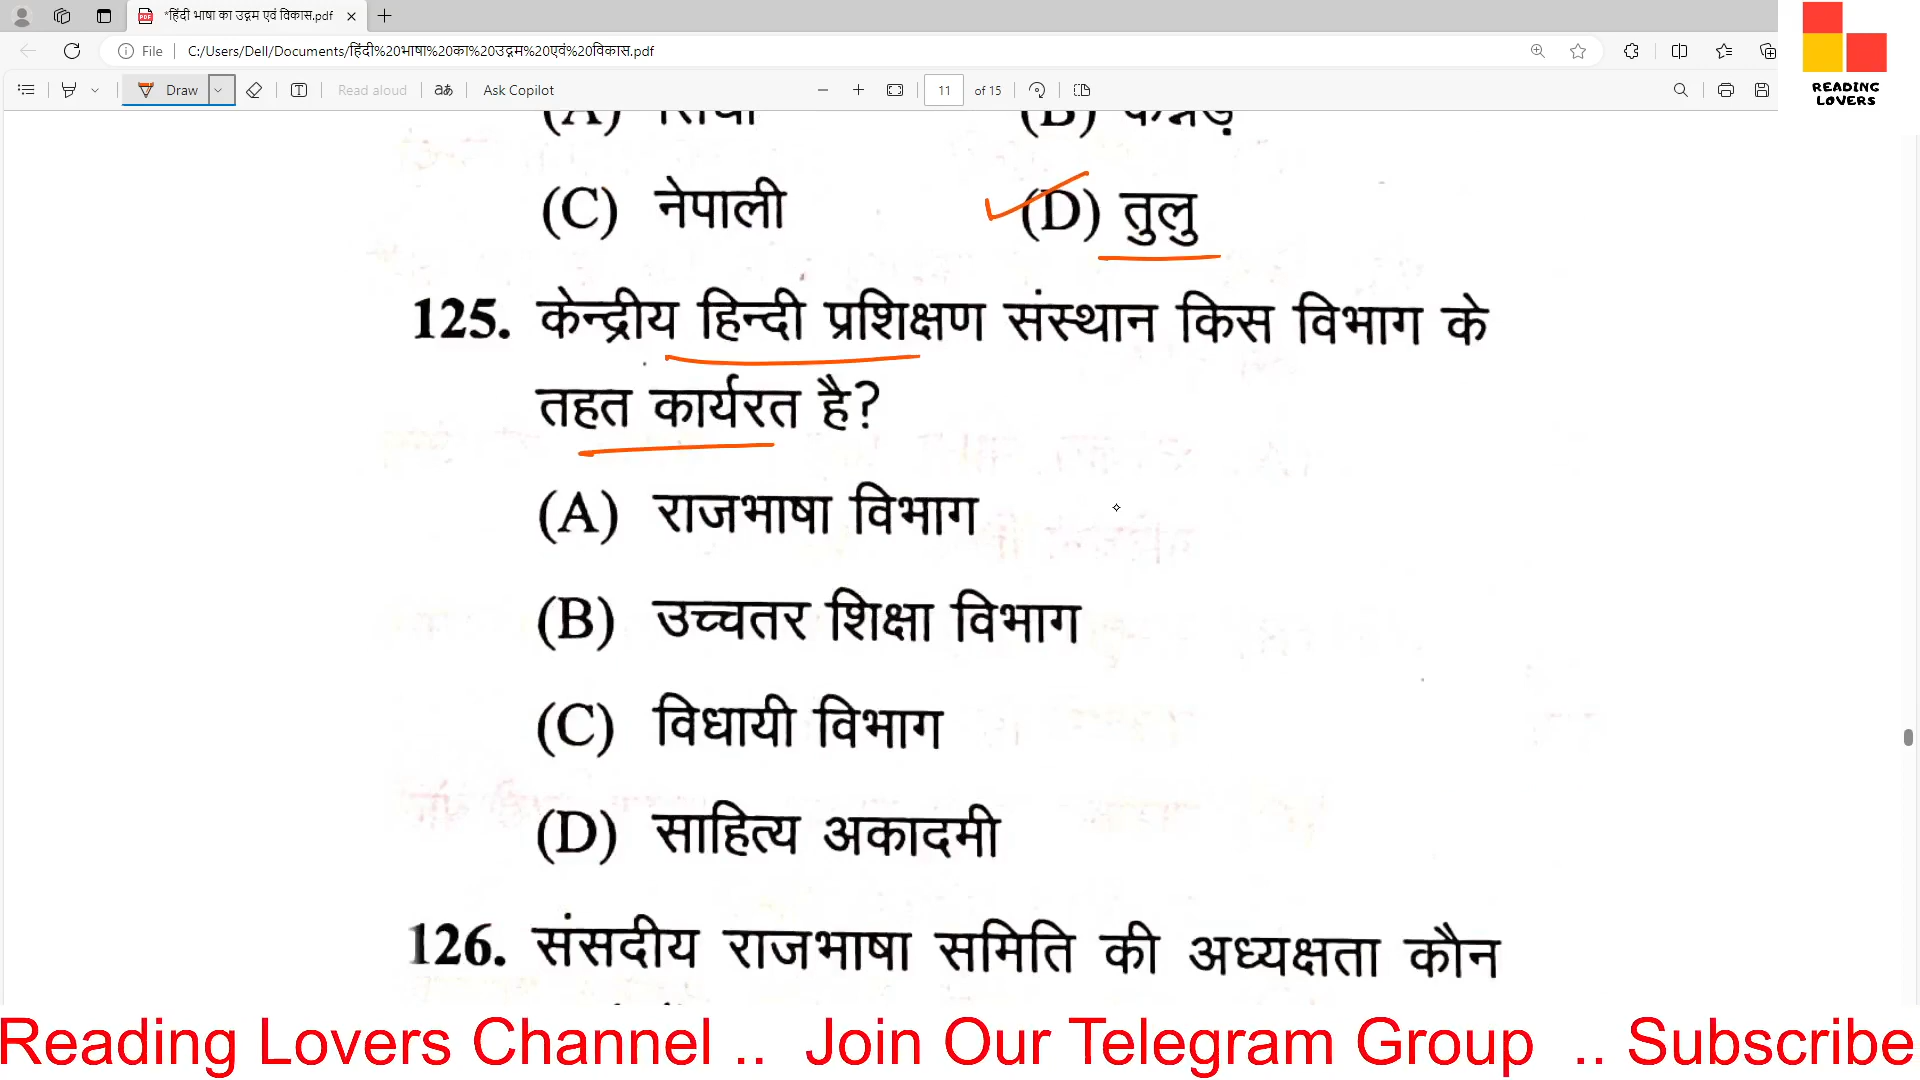 *हिंदी भाषा का उद्गम एवं विकास.pdf
File C:/Users/Dell/Documents/हिंदी%20भाषा%20का%20उद्गम%20एवं%20विकास.pdf
Draw Read aloud Ask Copilot 11 of 15
READING
LOVERS
(C) नेपाली (D) तुलु
125. केन्द्रीय हिन्दी प्रशिक्षण संस्थान किस विभाग के
तहत कार्यरत है?
(A) राजभाषा विभाग
(B) उच्चतर शिक्षा विभाग
(C) विधायी विभाग
(D) साहित्य अकादमी
126. संसदीय राजभाषा समिति की अध्यक्षता कौन
Reading Lovers Channel .. Join Our Telegram Group .. Subscribe